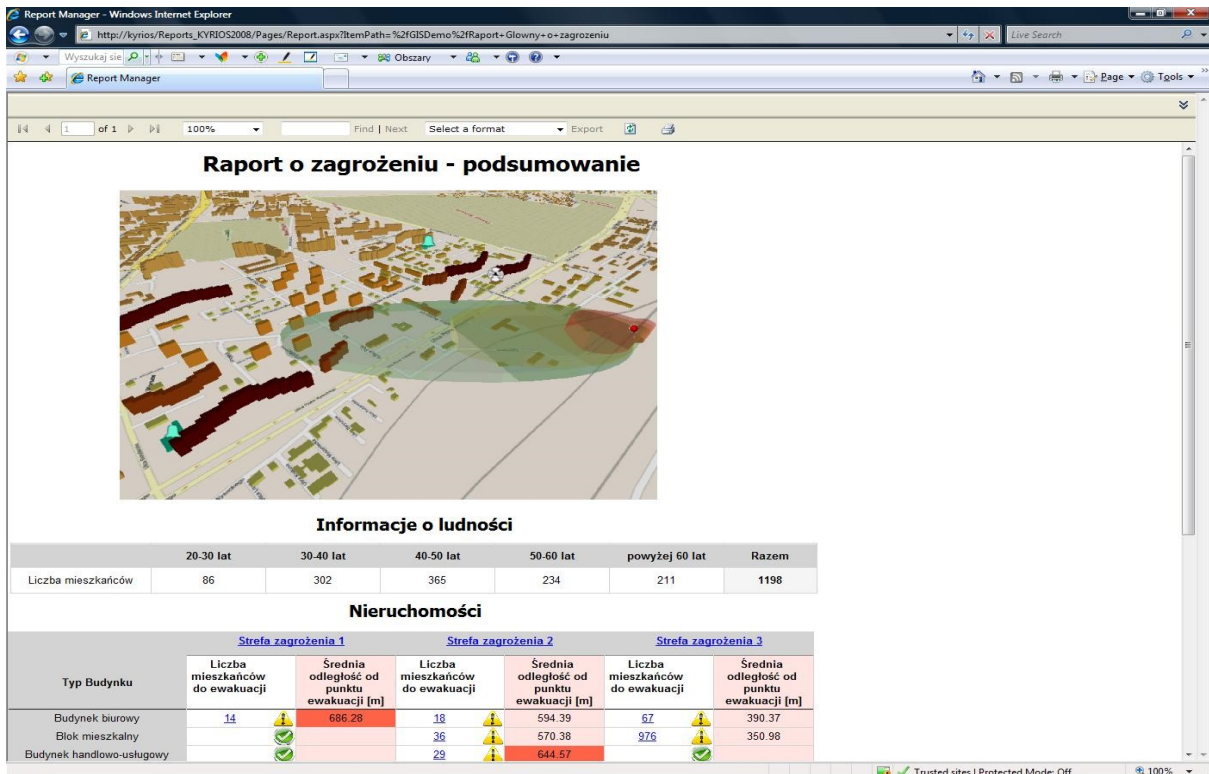 Report Manager - Windows Internet Explorer
http://kyrios/Reports_KYRIOS2008/Pages/Report.aspx?ItemPath=%2fGISDemo%2fRaport+Glowny+o+zagrozeniu
Live Search
Wyszukaj się
Obszary
Report Manager
Page
Tools
1 of 1
100%
Find | Next
Select a format
Export
Raport o zagrożeniu - podsumowanie
Informacje o ludności
20-30 lat 30-40 lat 40-50 lat 50-60 lat powyżej 60 lat Razem
Liczba mieszkańców 86 302 365 234 211 1198
Nieruchomości
Strefa zagrożenia 1 Strefa zagrożenia 2 Strefa zagrożenia 3
Typ Budynku
Liczba mieszkańców do ewakuacji
Średnia odległość od punktu ewakuacji [m]
Liczba mieszkańców do ewakuacji
Średnia odległość od punktu ewakuacji [m]
Liczba mieszkańców do ewakuacji
Średnia odległość od punktu ewakuacji [m]
Budynek biurowy 14 686.28 18 594.39 67 390.37
Blok mieszkalny 36 570.38 976 350.98
Budynek handlowo-usługowy 29 644.57
Trusted sites | Protected Mode: Off
100%